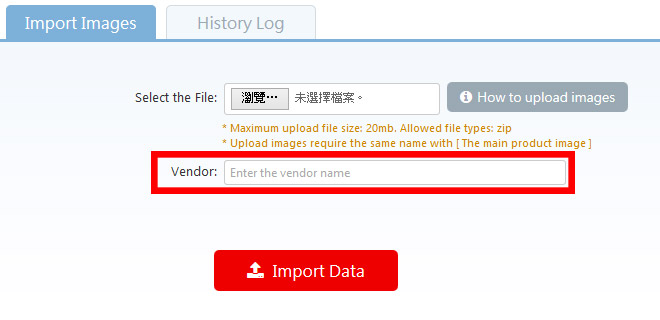 Import Images
History Log
Select the File: 瀏覽… 未選擇檔案。 How to upload images
* Maximum upload file size: 20mb. Allowed file types: zip
* Upload images require the same name with [ The main product image ]
Vendor: Enter the vendor name
Import Data